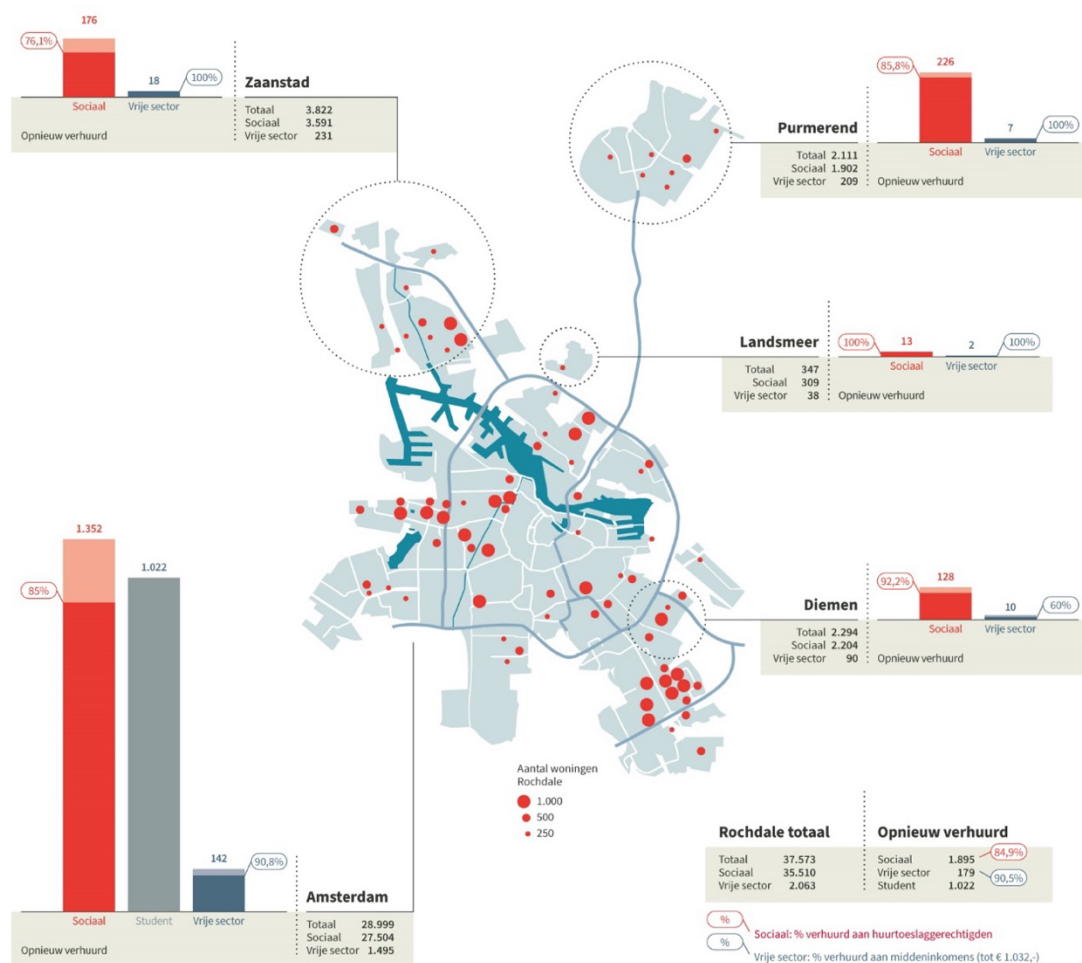 176
76,1%
18
100%
Sociaal
Vrije sector
Opnieuw verhuurd
Zaanstad
Totaal 3.822
Sociaal 3.591
Vrije sector 231
Purmerend
Totaal 2.111
Sociaal 1.902
Vrije sector 209
226
85,8%
7
100%
Sociaal
Vrije sector
Opnieuw verhuurd
Landsmeer
Totaal 347
Sociaal 309
Vrije sector 38
100%
13
2
100%
Sociaal
Vrije sector
Opnieuw verhuurd
Diemen
Totaal 2.294
Sociaal 2.204
Vrije sector 90
128
92,2%
10
60%
Sociaal
Vrije sector
Opnieuw verhuurd
1.352
85%
1.022
142
90,8%
Sociaal
Student
Vrije sector
Opnieuw verhuurd
Amsterdam
Totaal 28.999
Sociaal 27.504
Vrije sector 1.495
Aantal woningen
Rochdale
1.000
500
250
Rochdale totaal
Totaal 37.573
Sociaal 35.510
Vrije sector 2.063
Opnieuw verhuurd
Sociaal 1.895 84,9%
Vrije sector 179 90,5%
Student 1.022
% Sociaal: % verhuurd aan huurtoeslaggerechtigden
% Vrije sector: % verhuurd aan middeninkomens (tot € 1.032,-)